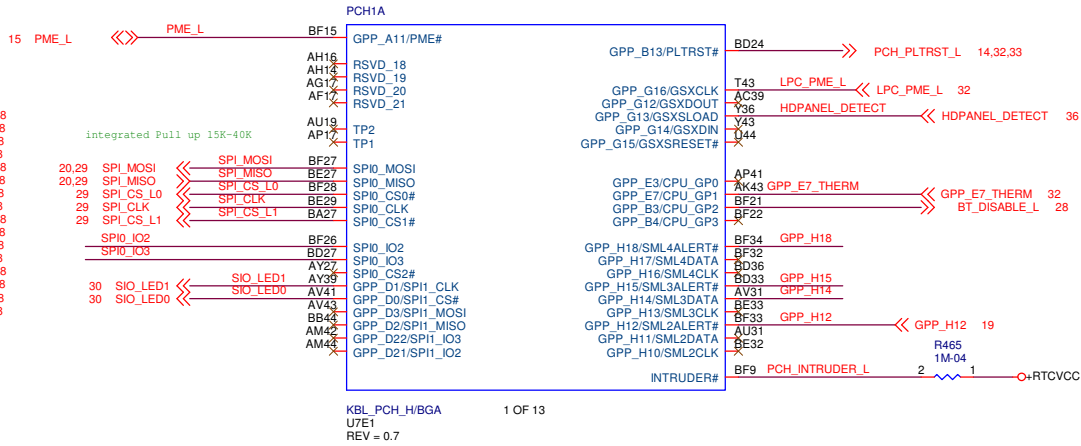 PCH1A
15 PME_L PME_L BF15 GPP_A11/PME#
AH16 RSVD_18
AH14 RSVD_19
AG17 RSVD_20
AF17 RSVD_21
AU19 TP2
integrated Pull up 15K-40K AP17 TP1
20,29 SPI_MOSI SPI_MOSI BF27 SPI0_MOSI
20,29 SPI_MISO SPI_MISO BE27 SPI0_MISO
29 SPI_CS_L0 SPI_CS_L0 BF28 SPI0_CS0#
29 SPI_CLK SPI_CLK BE29 SPI0_CLK
29 SPI_CS_L1 SPI_CS_L1 BA27 SPI0_CS1#
SPI0_IO2 BF26 SPI0_IO2
SPI0_IO3 BD27 SPI0_IO3
AY27 SPI0_CS2#
30 SIO_LED1 SIO_LED1 AY39 GPP_D1/SPI1_CLK
30 SIO_LED0 SIO_LED0 AV41 GPP_D0/SPI1_CS#
AV43 GPP_D3/SPI1_MOSI
BB44 GPP_D2/SPI1_MISO
AM42 GPP_D22/SPI1_IO3
AM44 GPP_D21/SPI1_IO2
GPP_B13/PLTRST# BD24 PCH_PLTRST_L 14,32,33
GPP_G16/GSXCLK T43 LPC_PME_L LPC_PME_L 32
GPP_G12/GSXDOUT AC39
GPP_G13/GSXSLOAD Y36 HDPANEL_DETECT HDPANEL_DETECT 36
GPP_G14/GSXDIN Y43
GPP_G15/GSXSRESET# U44
GPP_E3/CPU_GP0 AP41
GPP_E7/CPU_GP1 AK43 GPP_E7_THERM GPP_E7_THERM 32
GPP_B3/CPU_GP2 BF21 BT_DISABLE_L 28
GPP_B4/CPU_GP3 BF22
GPP_H18/SML4ALERT# BF34 GPP_H18
GPP_H17/SML4DATA BF32
GPP_H16/SML4CLK BD36
GPP_H15/SML3ALERT# BD33 GPP_H15
GPP_H14/SML3DATA AV31 GPP_H14
GPP_H13/SML3CLK BE33
GPP_H12/SML2ALERT# BF33 GPP_H12 GPP_H12 19
GPP_H11/SML2DATA AU31
GPP_H10/SML2CLK BE32
R465
1M-04
INTRUDER# BF9 PCH_INTRUDER_L 2 1 +RTCVCC
KBL_PCH_H/BGA 1 OF 13
U7E1
REV = 0.7